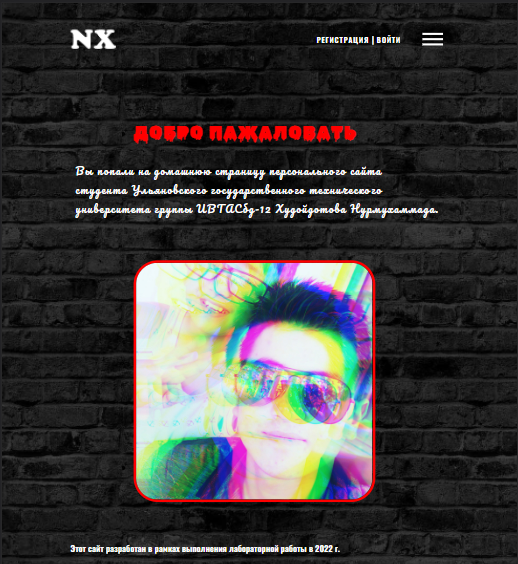 NX
РЕГИСТРАЦИЯ | ВОЙТИ
ДОБРО ПАЖАЛОВАТЬ
Вы попали на домашнюю страницу персонального сайта
студента Ульяновского государственного технического
университета группы ИВТАСбд-12 Худойдотова Нурмухаммада.
Этот сайт разработан в рамках выполнения лабораторной работы в 2022 г.